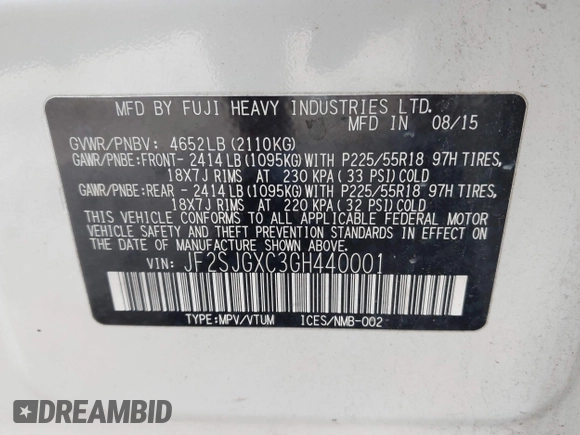 MFD BY FUJI HEAVY INDUSTRIES LTD.
MFD IN 08/15
GVWR/PNBV: 4652LB (2110KG)
GAWR/PNBE:FRONT- 2414LB (1095KG) WITH P225/55R18 97H TIRES,
18X7J RIMS AT 230 KPA ( 33 PSI) COLD
GAWR/PNBE:REAR - 2414LB (1095KG) WITH P225/55R18 97H TIRES,
18X7J RIMS AT 220 KPA ( 32 PSI) COLD
THIS VEHICLE CONFORMS TO ALL APPLICABLE FEDERAL MOTOR
VEHICLE SAFETY AND THEFT PREVENTION STANDARDS IN EFFECT
ON THE DATE OF MANUFACTURE SHOWN ABOVE.
VIN: JF2SJGXC3GH440001
TYPE:MPV/VTUM ICES/NMB-002
DREAMBID